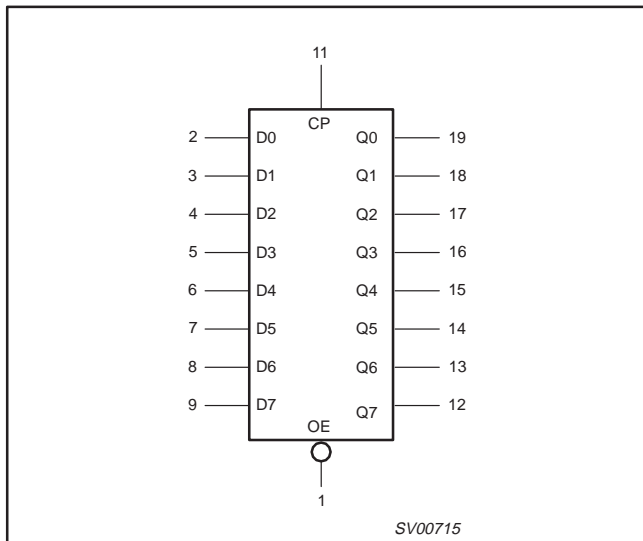 11
CP
2 D0 Q0 19
3 D1 Q1 18
4 D2 Q2 17
5 D3 Q3 16
6 D4 Q4 15
7 D5 Q5 14
8 D6 Q6 13
9 D7 Q7 12
OE
1
SV00715